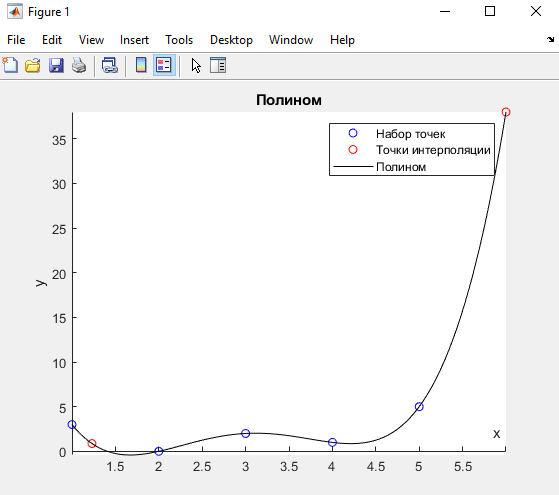 Figure 1
File Edit View Insert Tools Desktop Window Help
Полином
Набор точек
Точки интерполяции
Полином
y
35
30
25
20
15
10
5
0
x
1.5 2 2.5 3 3.5 4 4.5 5 5.5